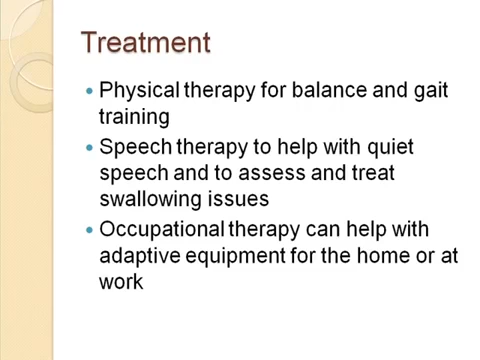 Treatment
Physical therapy for balance and gait
training
Speech therapy to help with quiet
speech and to assess and treat
swallowing issues
Occupational therapy can help with
adaptive equipment for the home or at
work